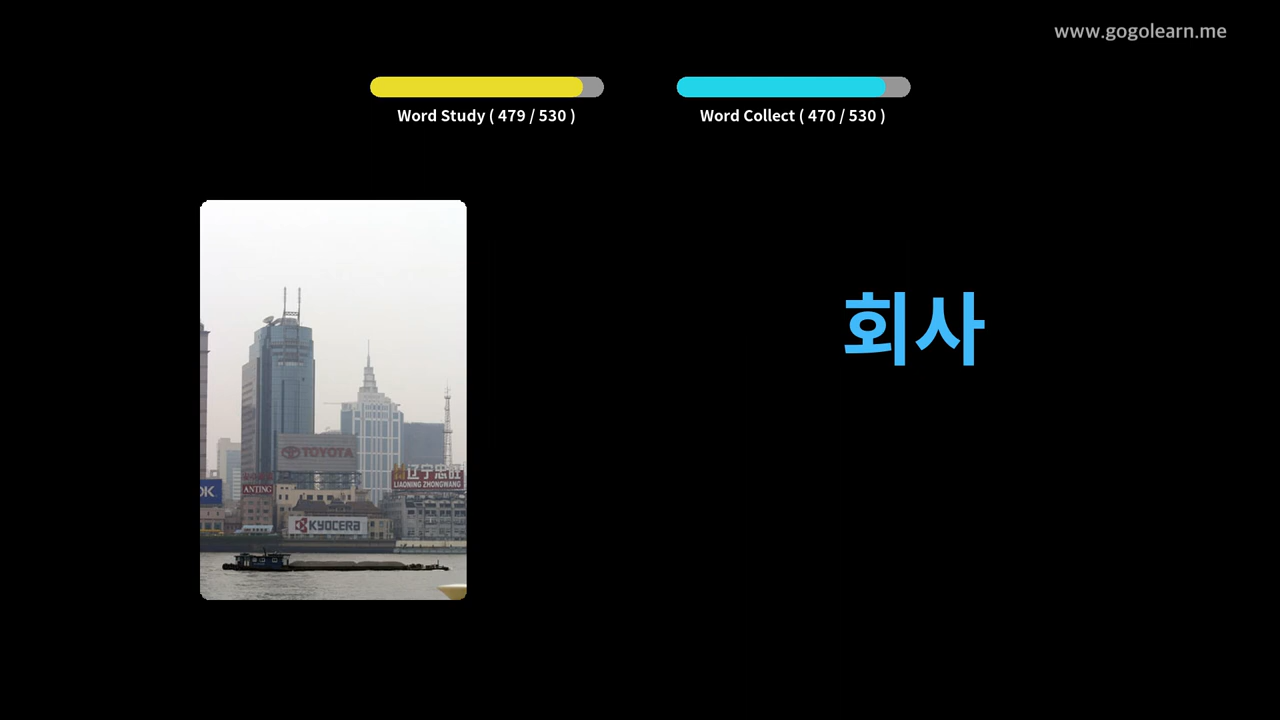 www.gogolearn.me
Word Study ( 479 / 530 )
Word Collect ( 470 / 530 )
회사
TOYOTA
辽宁忠旺
LIAONING ZHONGWANG
OK
ANTING
KYOCERA